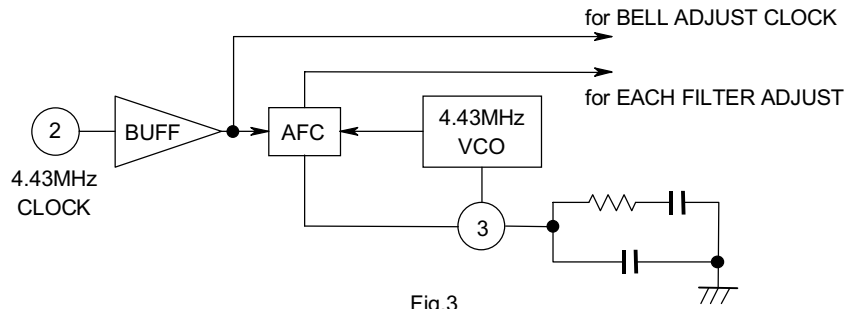 for BELL ADJUST CLOCK
for EACH FILTER ADJUST
2
BUFF
AFC
4.43MHz
VCO
4.43MHz
CLOCK
3
Fig.3